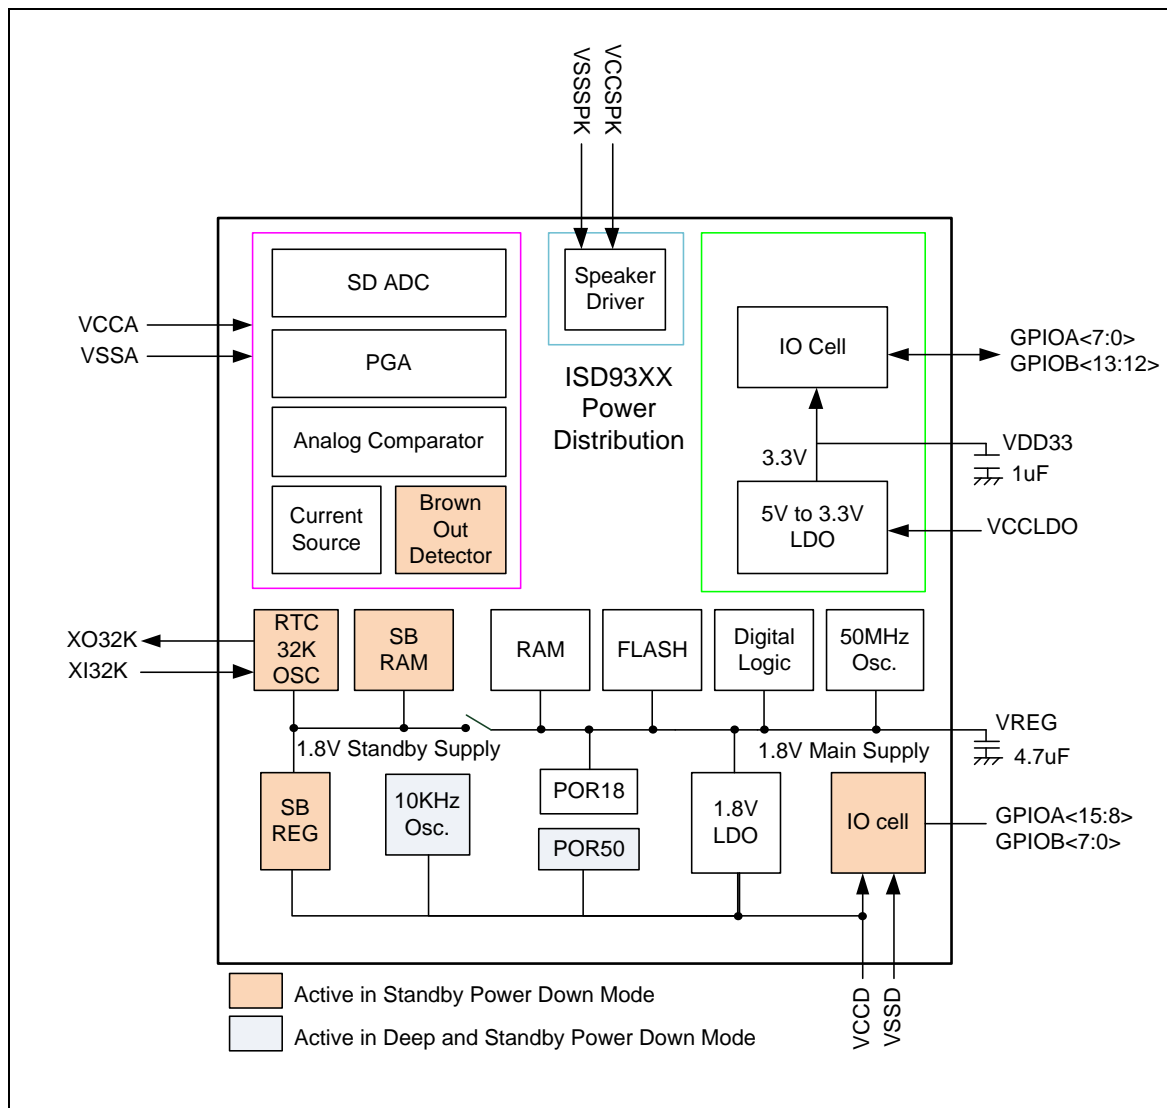 VSSSPK
VCCSPK
SD ADC
PGA
Analog Comparator
Current
Source
Brown
Out
Detector
VCCA
VSSA
Speaker
Driver
ISD93XX
Power
Distribution
IO Cell
GPIOA<7:0>
GPIOB<13:12>
3.3V
VDD33
1uF
5V to 3.3V
LDO
VCCLDO
XO32K
XI32K
RTC
32K
OSC
SB
RAM
RAM
FLASH
Digital
Logic
50MHz
Osc.
1.8V Standby Supply
1.8V Main Supply
VREG
4.7uF
SB
REG
10KHz
Osc.
POR18
POR50
1.8V
LDO
IO cell
GPIOA<15:8>
GPIOB<7:0>
VCCD
VSSD
Active in Standby Power Down Mode
Active in Deep and Standby Power Down Mode